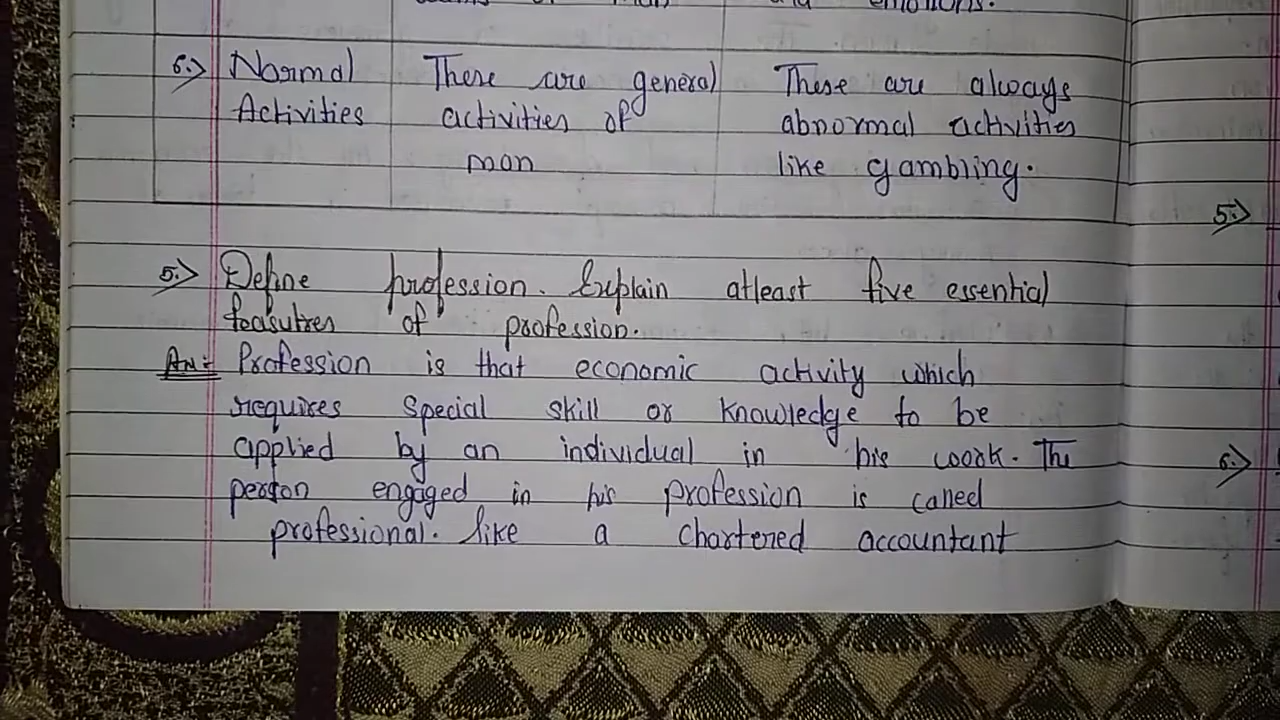 and emotions.
6.> Normal There are general These are always
Activities activities of abnormal activities
man like gambling.
5.>
5.> Define profession. Explain atleast five essential
feasutres of profession.
Ans:- Profession is that economic activity which
requires special skill or knowledge to be
applied by an individual in his work. The
6.>
person engaged in his profession is called
professional. like a chartered accountant